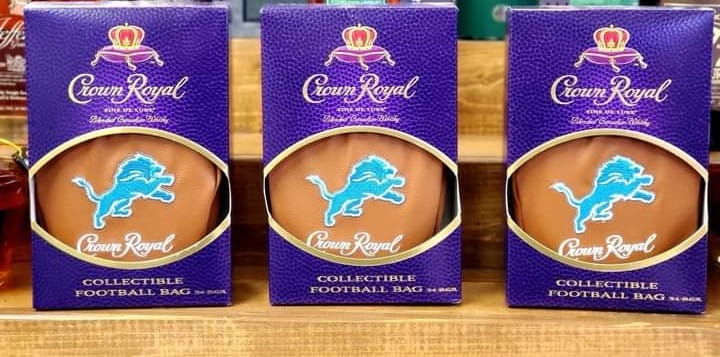 Crown Royal
FINE DE LUXE
Blended Canadian Whisky
Crown Royal
COLLECTIBLE
FOOTBALL BAG
Crown Royal
FINE DE LUXE
Blended Canadian Whisky
Crown Royal
COLLECTIBLE
FOOTBALL BAG
Crown Royal
FINE DE LUXE
Blended Canadian Whisky
Crown Royal
COLLECTIBLE
FOOTBALL BAG